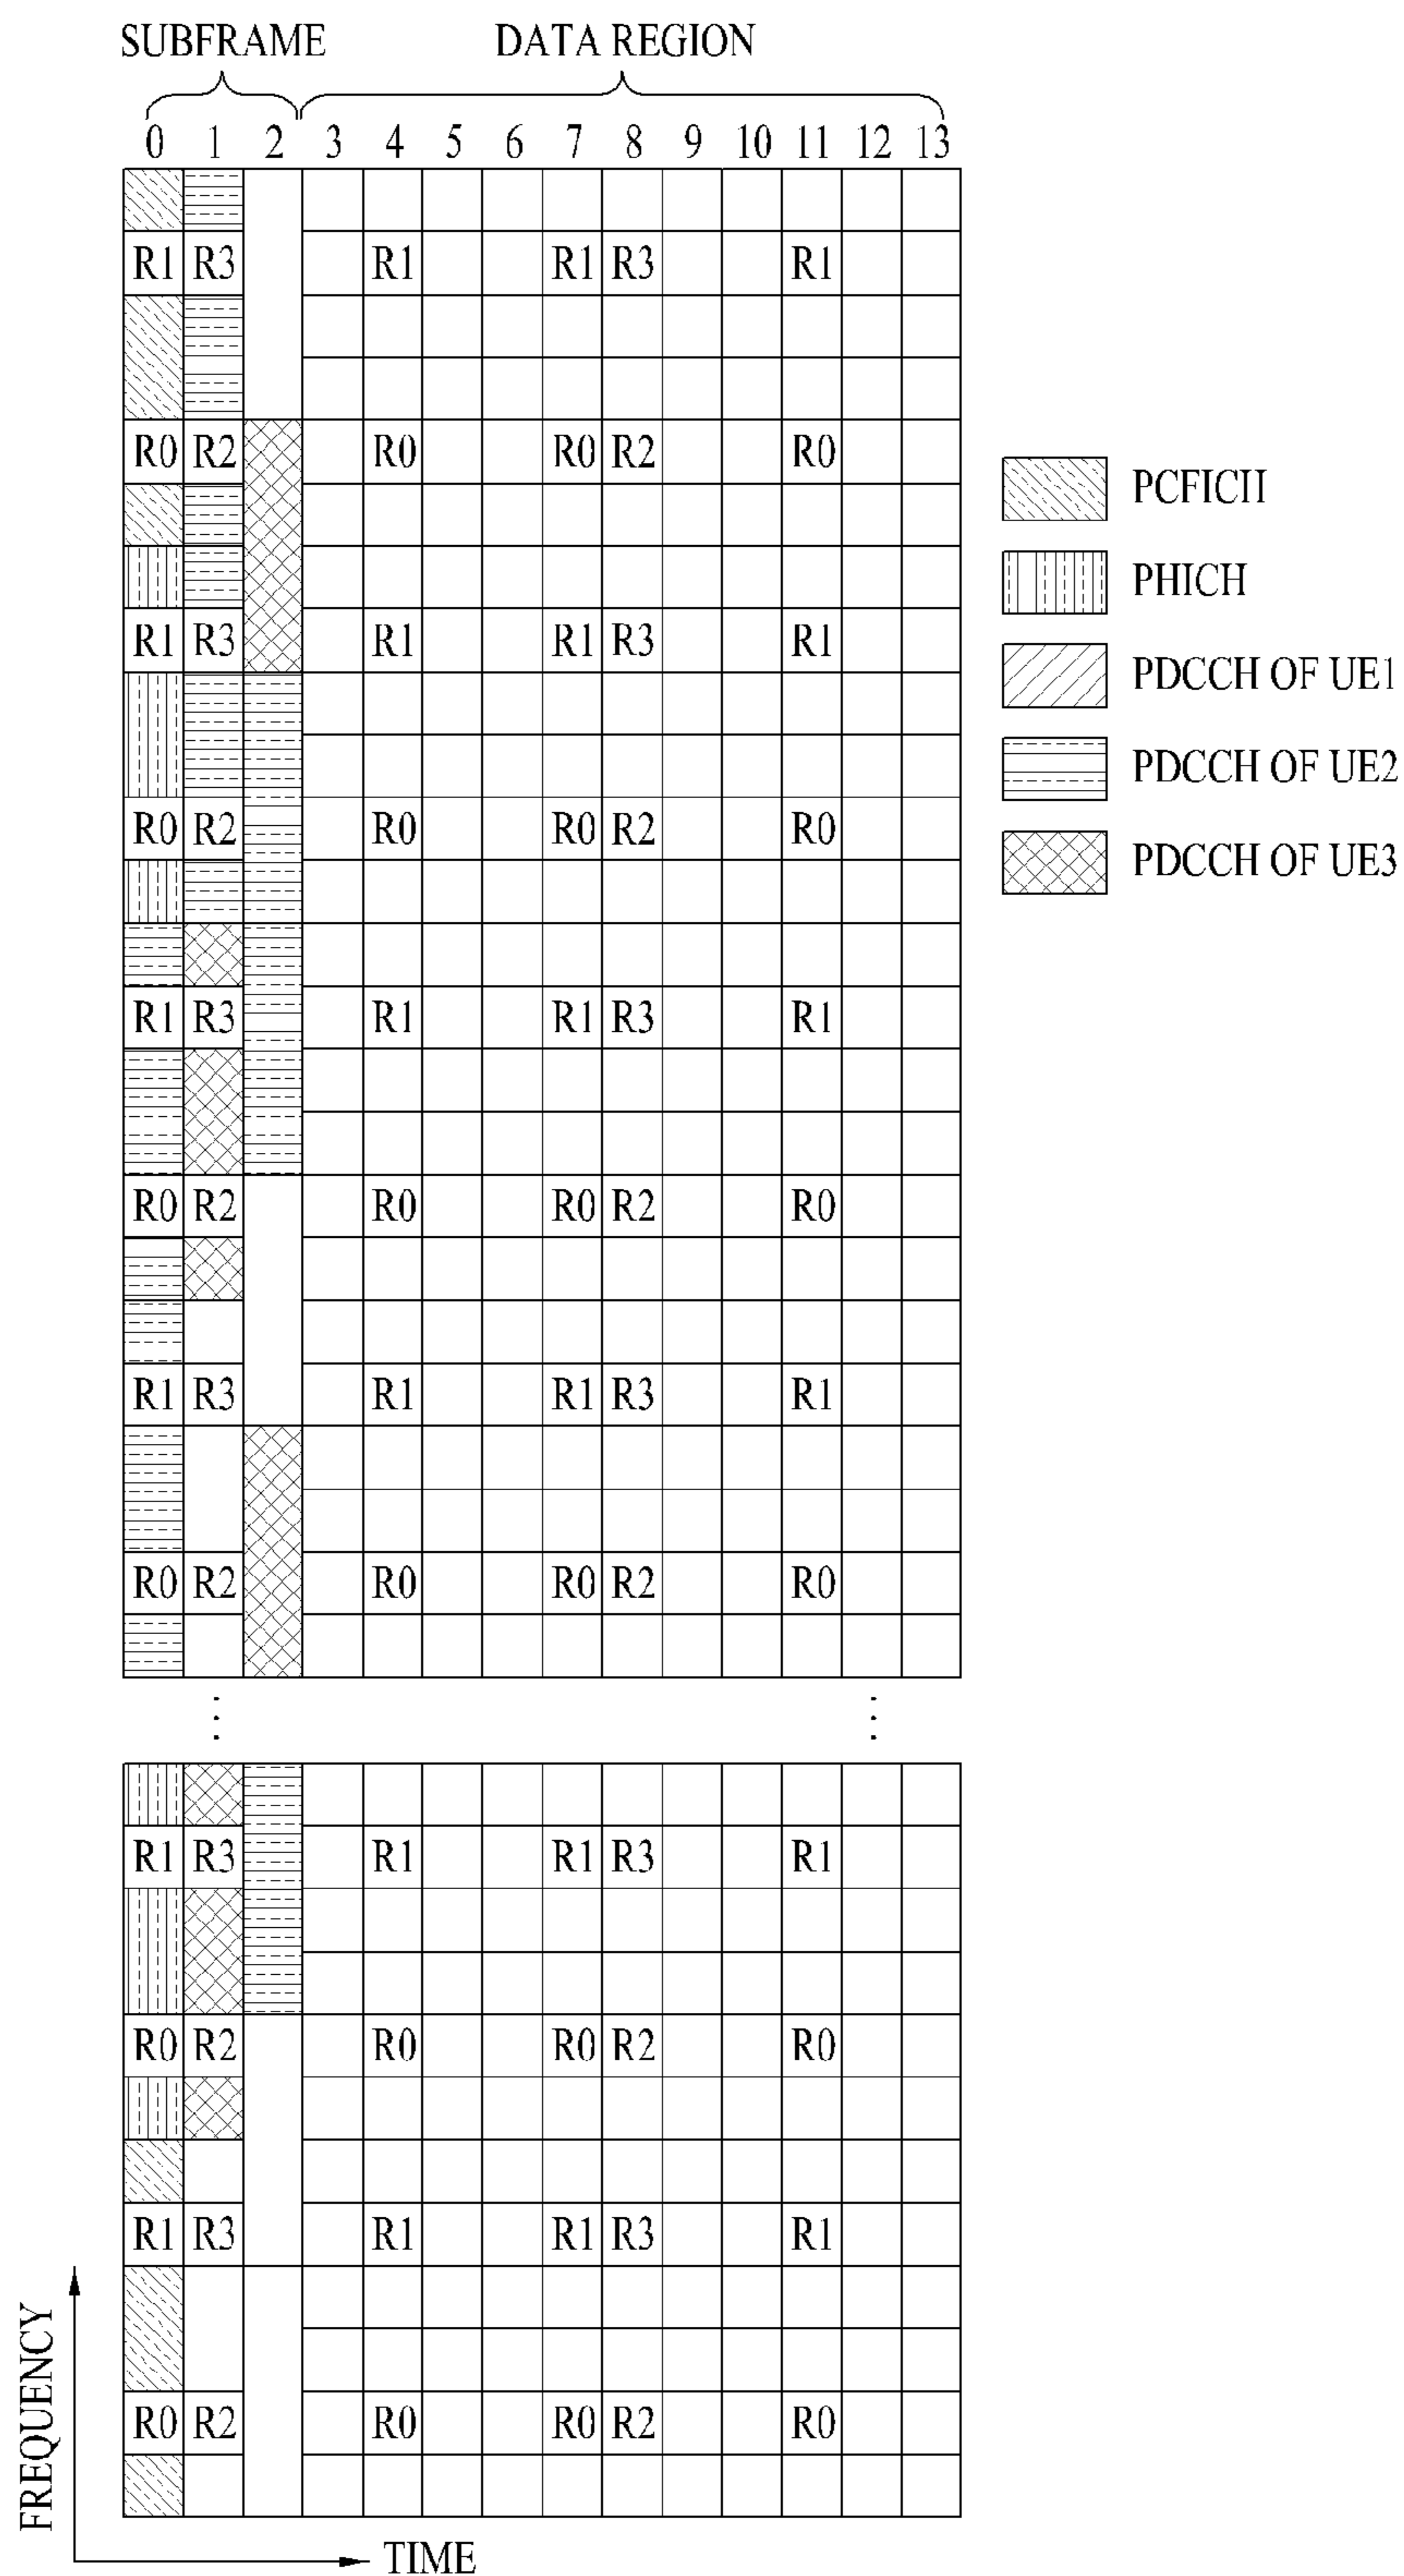 SUBFRAME DATA REGION
0 1 2 3 4 5 6 7 8 9 10 11 12 13
R1 R3 R1 R1 R3 R1
R0 R2 R0 R0 R2 R0
R1 R3 R1 R1 R3 R1
R0 R2 R0 R0 R2 R0
R1 R3 R1 R1 R3 R1
R0 R2 R0 R0 R2 R0
R1 R3 R1 R1 R3 R1
R0 R2 R0 R0 R2 R0
R1 R3 R1 R1 R3 R1
R0 R2 R0 R0 R2 R0
R1 R3 R1 R1 R3 R1
R0 R2 R0 R0 R2 R0
PCFICII
PHICH
PDCCH OF UE1
PDCCH OF UE2
PDCCH OF UE3
FREQUENCY
TIME